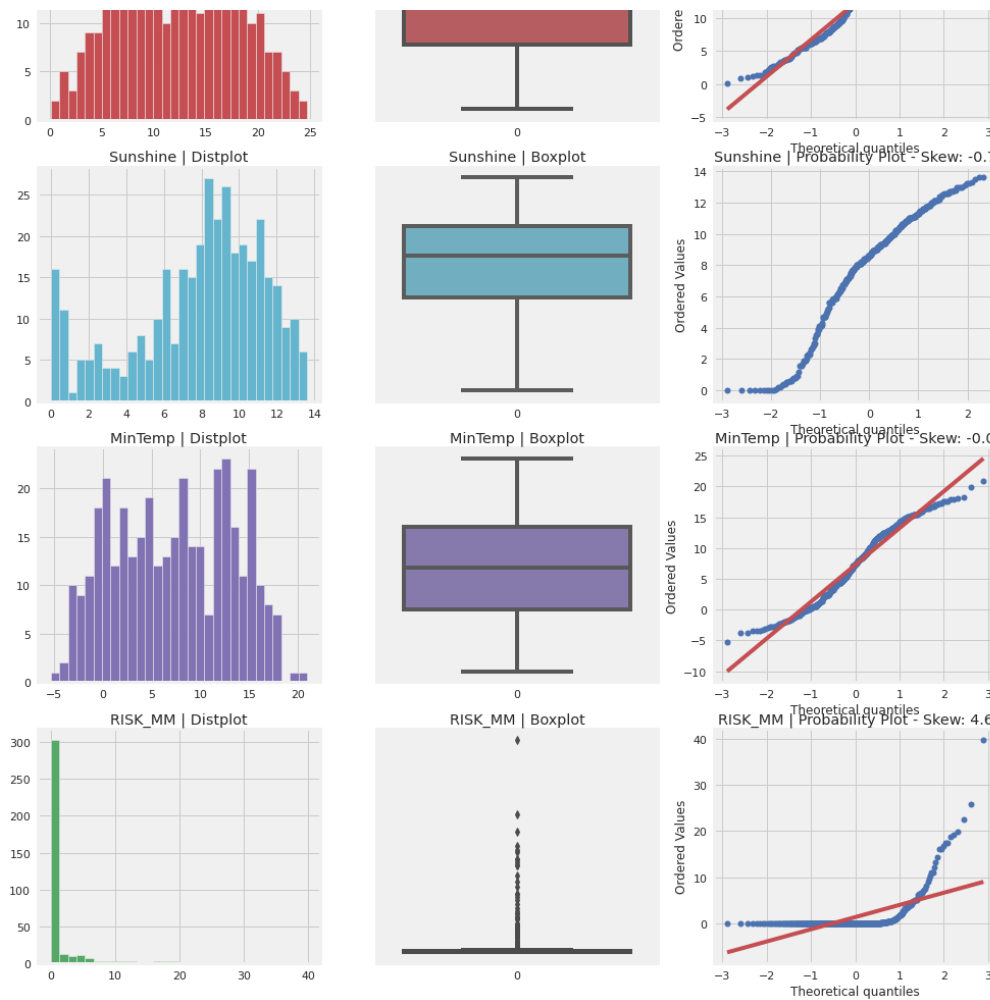 10
5
0
0 5 10 15 20 25
0
Ordere
10
5
0
−5
−3 −2 −1 0 1 2 3
Theoretical quantiles
Sunshine | Distplot
25
20
15
10
5
0
0 2 4 6 8 10 12 14
Sunshine | Boxplot
0
Sunshine | Probability Plot - Skew: -0.7
Ordered Values
14
12
10
8
6
4
2
0
−3 −2 −1 0 1 2
Theoretical quantiles
MinTemp | Distplot
20
15
10
5
0
−5 0 5 10 15 20
MinTemp | Boxplot
0
MinTemp | Probability Plot - Skew: -0.0
Ordered Values
25
20
15
10
5
0
−5
−10
−3 −2 −1 0 1 2 3
Theoretical quantiles
RISK_MM | Distplot
300
250
200
150
100
50
0
0 10 20 30 40
RISK_MM | Boxplot
0
RISK_MM | Probability Plot - Skew: 4.6
Ordered Values
40
30
20
10
0
−3 −2 −1 0 1 2 3
Theoretical quantiles